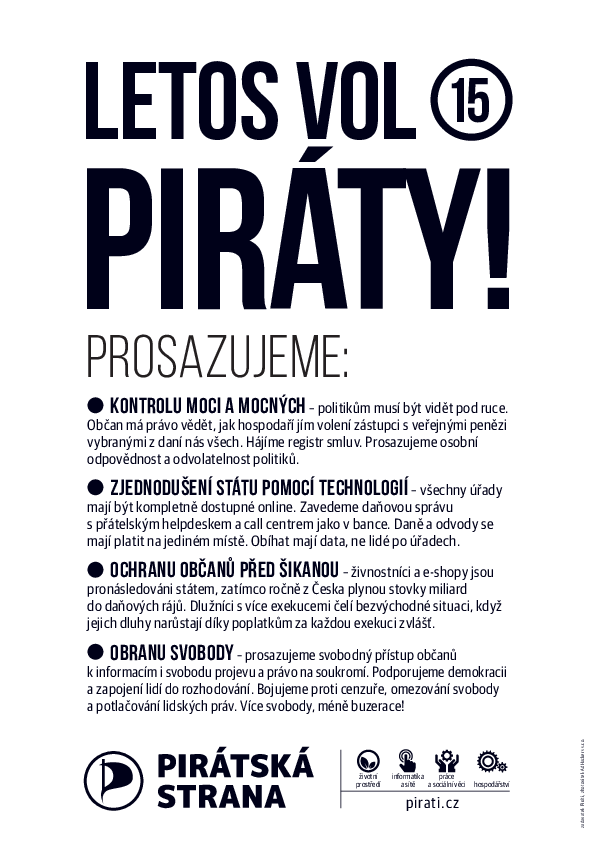 LETOS VOL 15
PIRÁTY!
PROSAZUJEME:
● KONTROLU MOCI A MOCNÝCH – politikům musí být vidět pod ruce.
Občan má právo vědět, jak hospodaří jím volení zástupci s veřejnými penězi
vybranými z daní nás všech. Hájíme registr smluv. Prosazujeme osobní
odpovědnost a odvolatelnost politiků.
● ZJEDNODUŠENÍ STÁTU POMOCÍ TECHNOLOGIÍ – všechny úřady
mají být kompletně dostupné online. Zavedeme daňovou správu
s přátelským helpdeskem a call centrem jako v bance. Daně a odvody se
mají platit na jediném místě. Obíhat mají data, ne lidé po úřadech.
● OCHRANU OBČANŮ PŘED ŠIKANOU – živnostníci a e-shopy jsou
pronásledováni státem, zatímco ročně z Česka plynou stovky miliard
do daňových rájů. Dlužníci s více exekucemi čelí bezvýchodné situaci, když
jejich dluhy narůstají díky poplatkům za každou exekuci zvlášť.
● OBRANU SVOBODY – prosazujeme svobodný přístup občanů
k informacím i svobodu projevu a právo na soukromí. Podporujeme demokracii
a zapojení lidí do rozhodování. Bojujeme proti cenzuře, omezování svobody
a potlačování lidských práv. Více svobody, méně buzerace!
PIRÁTSKÁ
STRANA
životní
prostředí
informatika
a sítě
práce
a sociální věci
hospodářství
pirati.cz